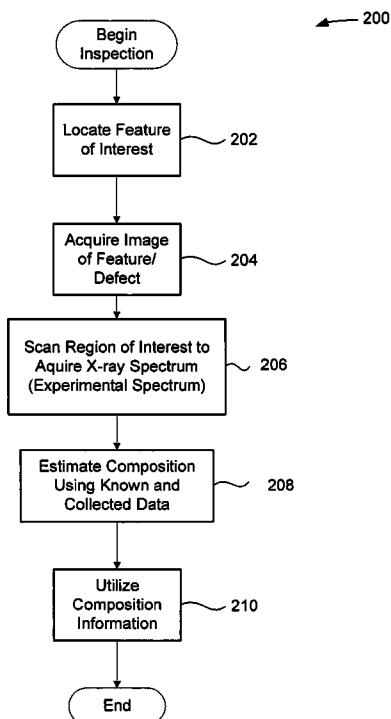 Begin
Inspection
200
Locate Feature
of Interest
202
Acquire Image
of Feature/
Defect
204
Scan Region of Interest to
Aquire X-ray Spectrum
(Experimental Spectrum)
206
Estimate Composition
Using Known and
Collected Data
208
Utilize
Composition
Information
210
End